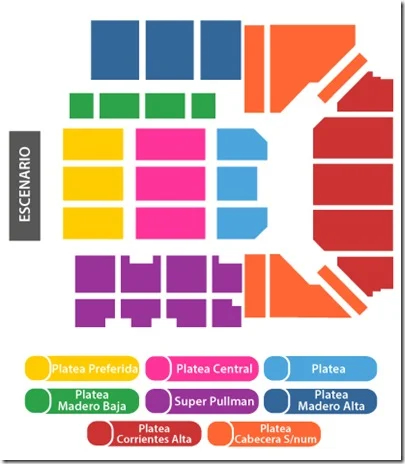 ESCENARIO
Platea Preferida
Platea Central
Platea
Platea
Madero Baja
Super Pullman
Platea
Madero Alta
Platea
Corrientes Alta
Platea
Cabecera S/num